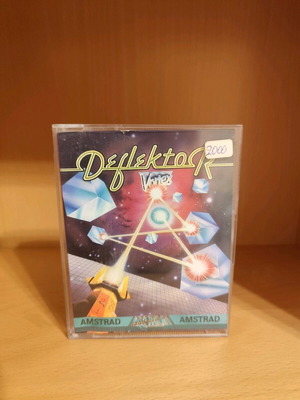 Deflektor
2000
Vortex
AMSTRAD
AMSTRAD